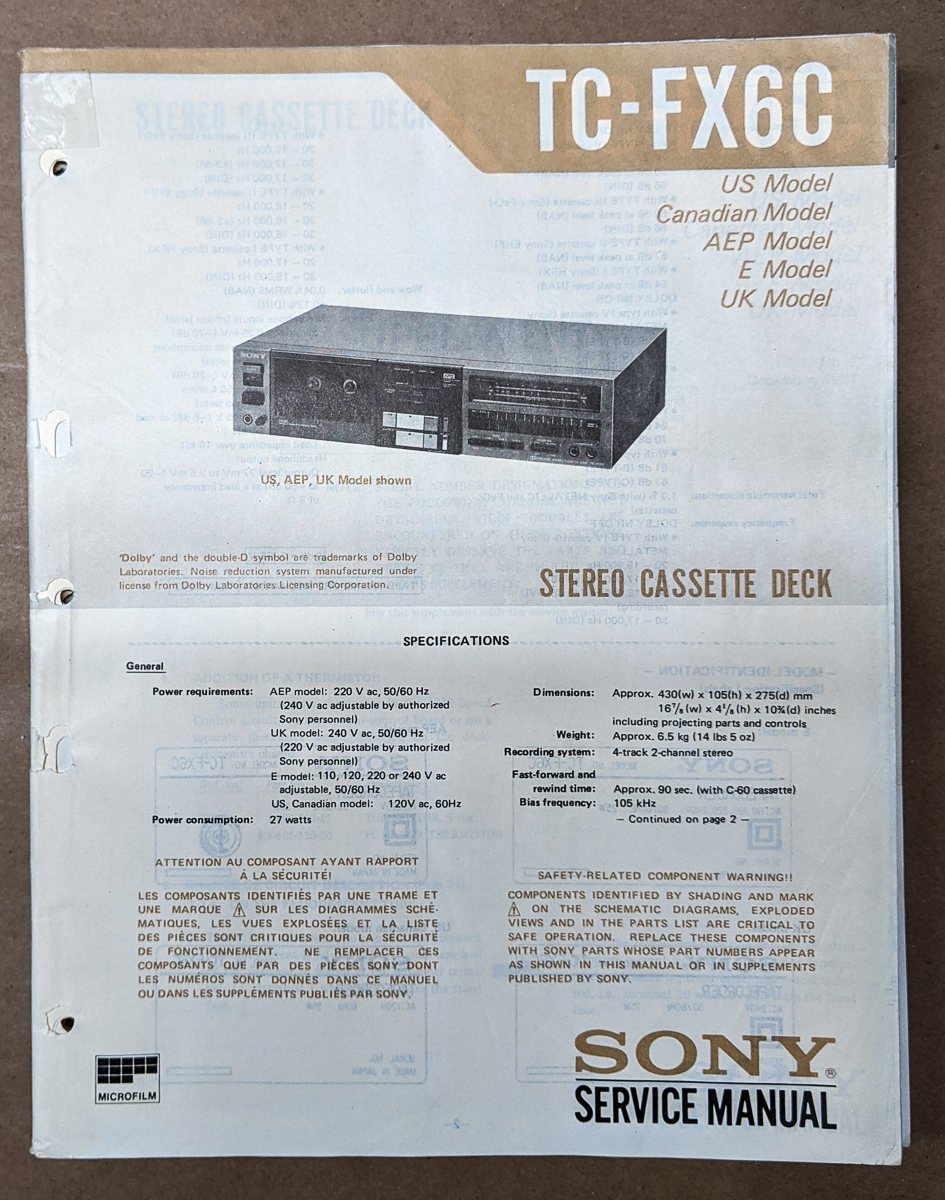 TC-FX6C
US Model
Canadian Model
AEP Model
E Model
UK Model
SONY
US, AEP, UK Model shown
'Dolby' and the double-D symbol are trademarks of Dolby
Laboratories. Noise reduction system manufactured under
license from Dolby Laboratories Licensing Corporation.
STEREO CASSETTE DECK
SPECIFICATIONS
General
Power requirements: AEP model: 220 V ac, 50/60 Hz
(240 V ac adjustable by authorized
Sony personnel)
UK model: 240 V ac, 50/60 Hz
(220 V ac adjustable by authorized
Sony personnel)
E model: 110, 120, 220 or 240 V ac
adjustable, 50/60 Hz
US, Canadian model: 120V ac, 60Hz
Power consumption: 27 watts
Dimensions: Approx. 430(w) x 105(h) x 275(d) mm
16⅞(w) x 4⅛(h) x 10¾(d) inches
including projecting parts and controls
Weight: Approx. 6.5 kg (14 lbs 5 oz)
Recording system: 4-track 2-channel stereo
Fast-forward and
rewind time: Approx. 90 sec. (with C-60 cassette)
Bias frequency: 105 kHz
– Continued on page 2 –
ATTENTION AU COMPOSANT AYANT RAPPORT
À LA SÉCURITÉ!
LES COMPOSANTS IDENTIFIÉS PAR UNE TRAME ET
UNE MARQUE ⚠ SUR LES DIAGRAMMES SCHÉ-
MATIQUES, LES VUES EXPLOSÉES ET LA LISTE
DES PIÈCES SONT CRITIQUES POUR LA SÉCURITÉ
DE FONCTIONNEMENT. NE REMPLACER CES
COMPOSANTS QUE PAR DES PIÈCES SONY DONT
LES NUMÉROS SONT DONNÉS DANS CE MANUEL
OU DANS LES SUPPLÉMENTS PUBLIÉS PAR SONY.
SAFETY-RELATED COMPONENT WARNING!!
COMPONENTS IDENTIFIED BY SHADING AND MARK
⚠ ON THE SCHEMATIC DIAGRAMS, EXPLODED
VIEWS AND IN THE PARTS LIST ARE CRITICAL TO
SAFE OPERATION. REPLACE THESE COMPONENTS
WITH SONY PARTS WHOSE PART NUMBERS APPEAR
AS SHOWN IN THIS MANUAL OR IN SUPPLEMENTS
PUBLISHED BY SONY.
MICROFILM
SONY®
SERVICE MANUAL